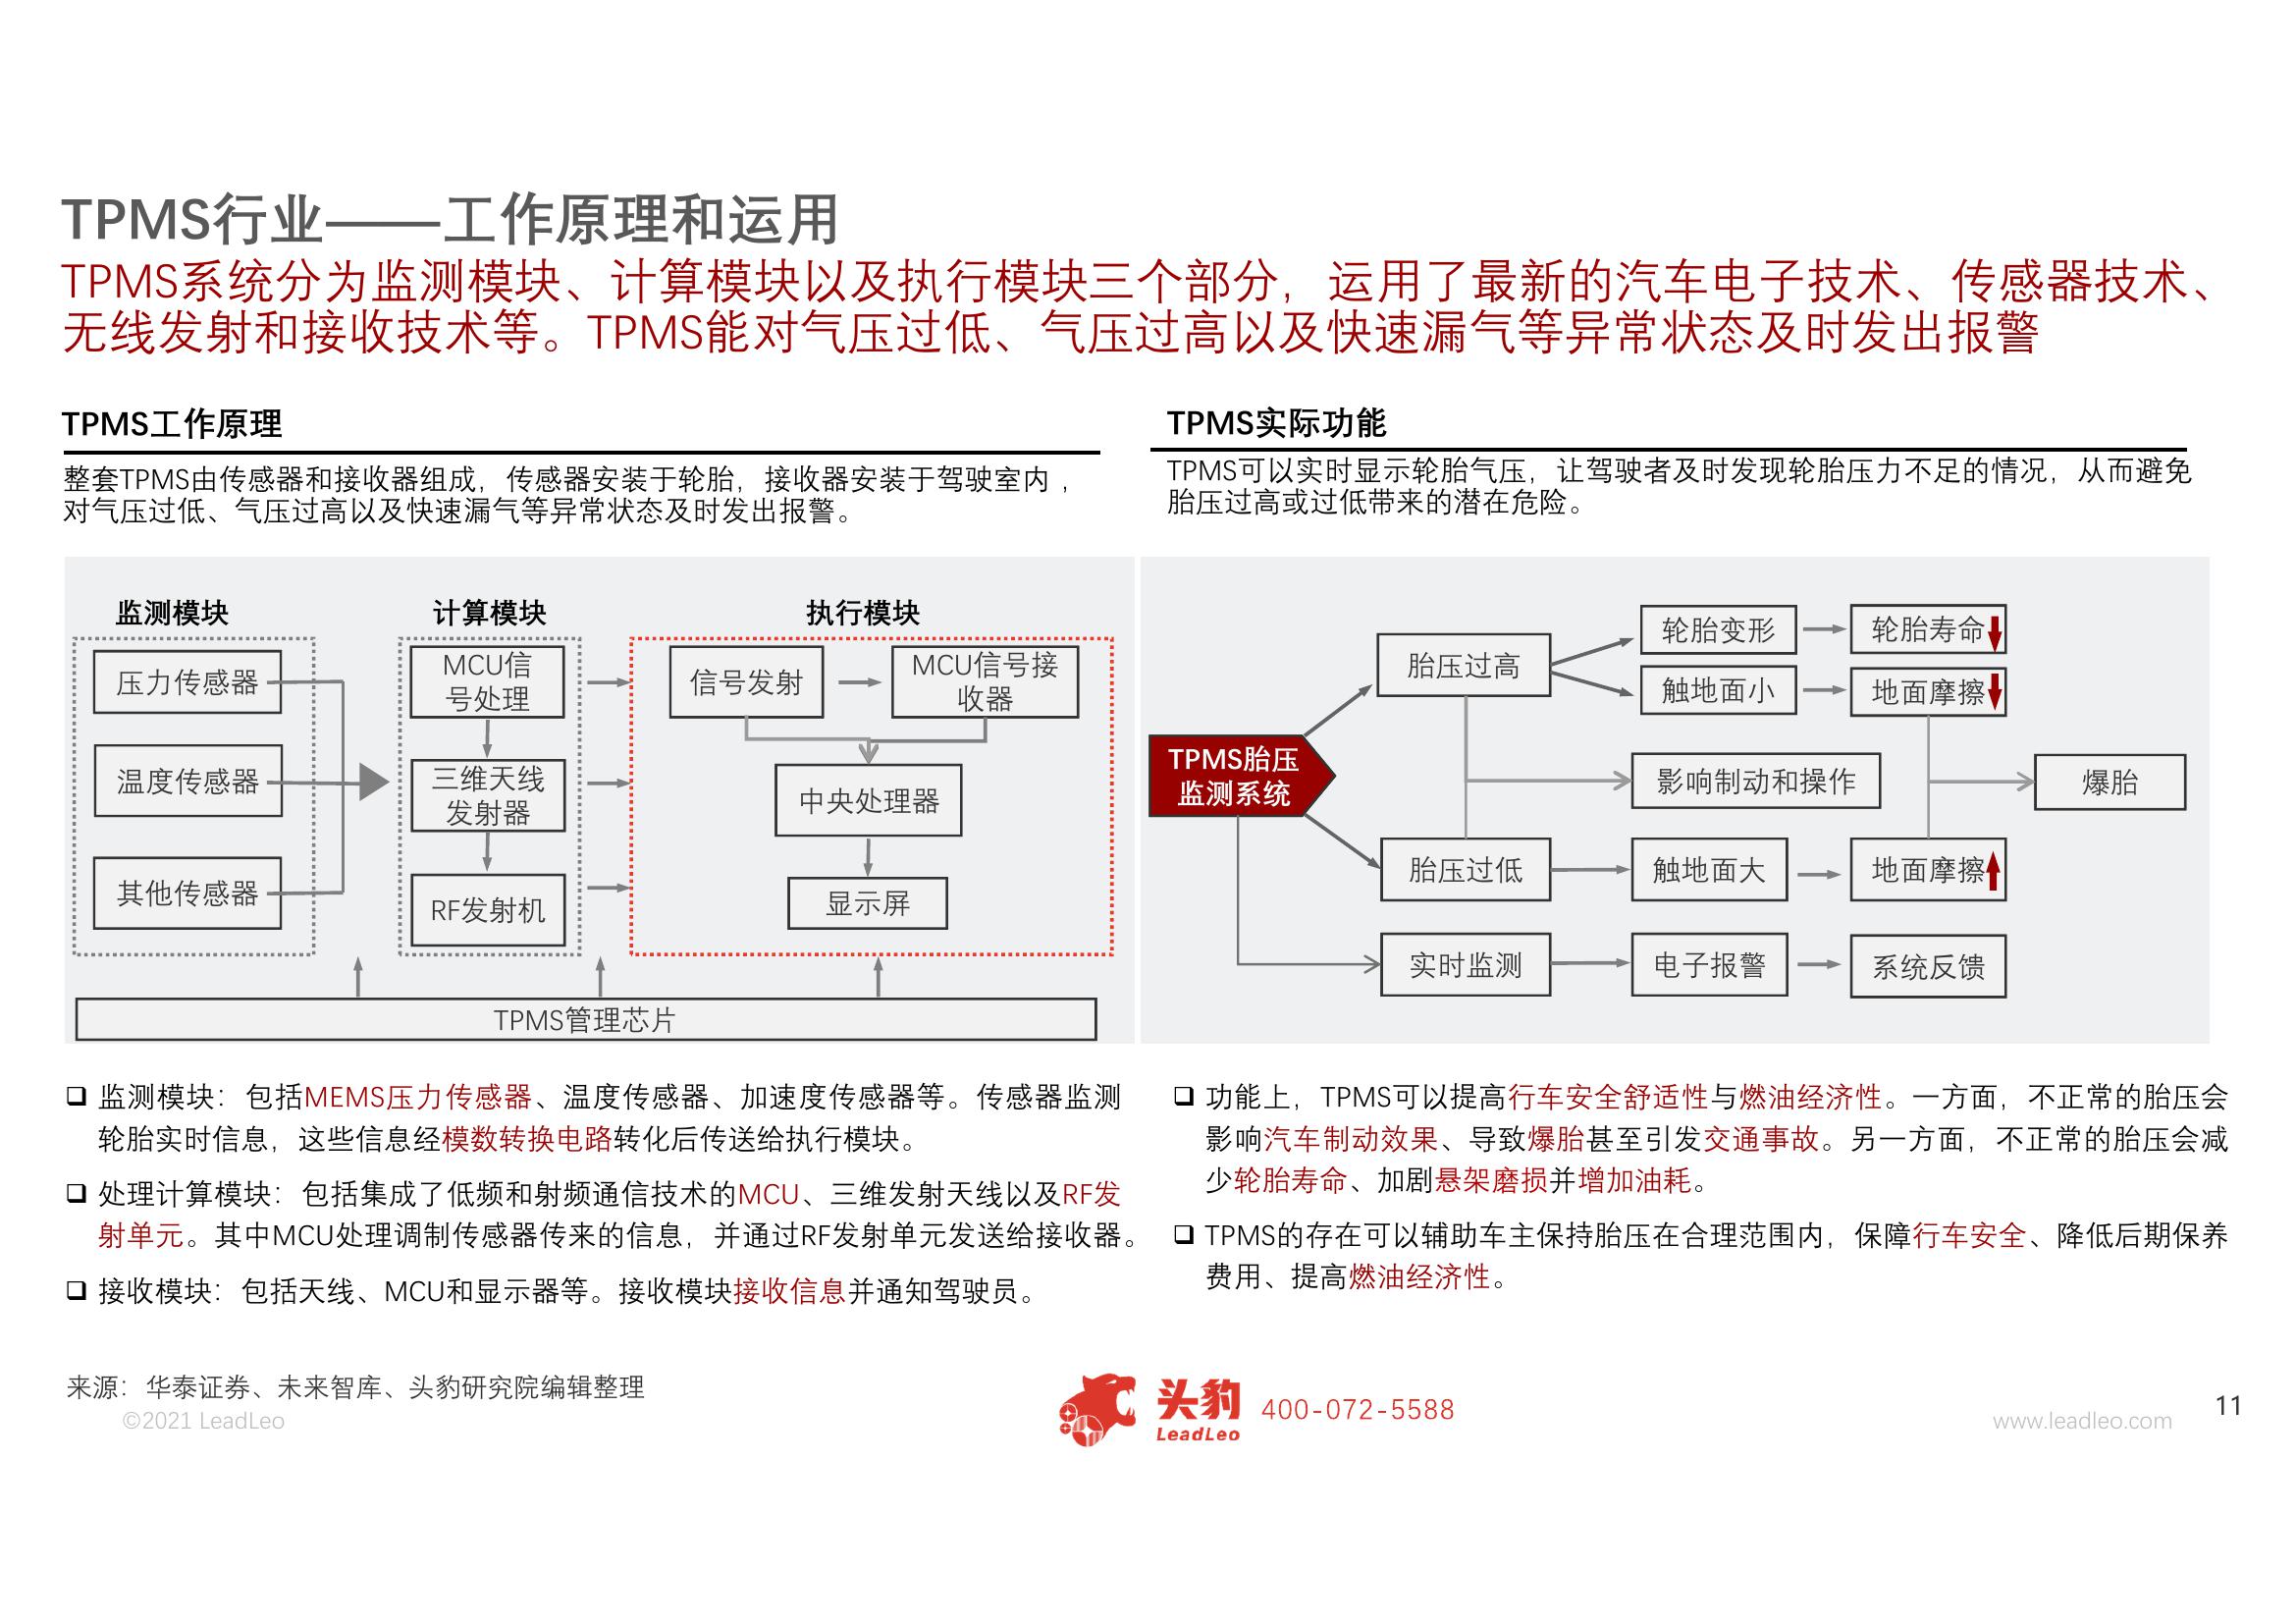 TPMS行业——工作原理和运用
TPMS系统分为监测模块、计算模块以及执行模块三个部分，运用了最新的汽车电子技术、传感器技术、
无线发射和接收技术等。TPMS能对气压过低、气压过高以及快速漏气等异常状态及时发出报警
TPMS工作原理
整套TPMS由传感器和接收器组成，传感器安装于轮胎，接收器安装于驾驶室内，
对气压过低、气压过高以及快速漏气等异常状态及时发出报警。
监测模块
压力传感器
温度传感器
其他传感器
计算模块
MCU信
号处理
三维天线
发射器
RF发射机
执行模块
信号发射
MCU信号接
收器
中央处理器
显示屏
TPMS管理芯片
监测模块：包括MEMS压力传感器、温度传感器、加速度传感器等。传感器监测
轮胎实时信息，这些信息经模数转换电路转化后传送给执行模块。
处理计算模块：包括集成了低频和射频通信技术的MCU、三维发射天线以及RF发
射单元。其中MCU处理调制传感器传来的信息，并通过RF发射单元发送给接收器。
接收模块：包括天线、MCU和显示器等。接收模块接收信息并通知驾驶员。
TPMS实际功能
TPMS可以实时显示轮胎气压，让驾驶者及时发现轮胎压力不足的情况，从而避免
胎压过高或过低带来的潜在危险。
TPMS胎压
监测系统
胎压过高
轮胎变形
轮胎寿命
触地面小
地面摩擦
影响制动和操作
爆胎
胎压过低
触地面大
地面摩擦
实时监测
电子报警
系统反馈
功能上，TPMS可以提高行车安全舒适性与燃油经济性。一方面，不正常的胎压会
影响汽车制动效果、导致爆胎甚至引发交通事故。另一方面，不正常的胎压会减
少轮胎寿命、加剧悬架磨损并增加油耗。
TPMS的存在可以辅助车主保持胎压在合理范围内，保障行车安全、降低后期保养
费用、提高燃油经济性。
来源：华泰证券、未来智库、头豹研究院编辑整理
©2021 LeadLeo
头豹
LeadLeo
400-072-5588
www.leadleo.com
11